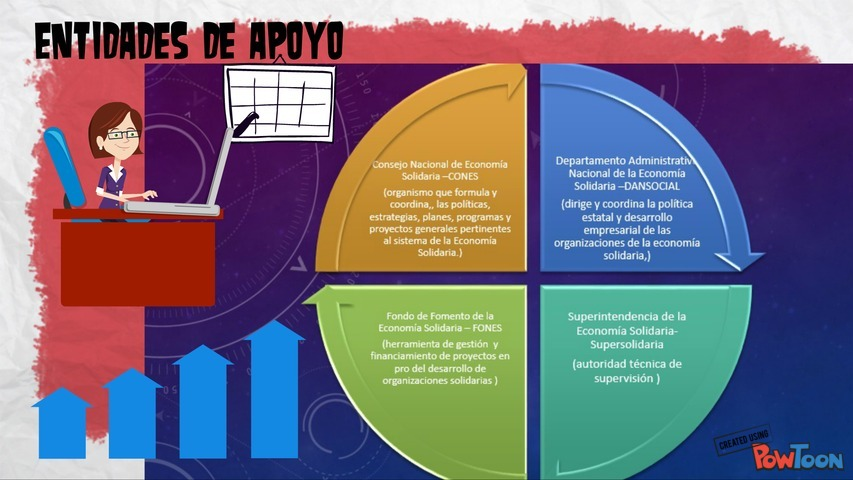 ENTIDADES DE APOYO
Consejo Nacional de Economía
Solidaria –CONES
(organismo que formula y
coordina,, las políticas,
estrategias, planes, programas y
proyectos generales pertinentes
al sistema de la Economía
Solidaria.)
Departamento Administrativ
Nacional de la Economía
Solidaria –DANSOCIAL
(dirige y coordina la política
estatal y desarrollo
empresarial de las
organizaciones de la economía
solidaria,)
Fondo de Fomento de la
Economía Solidaria – FONES
(herramienta de gestión y
financiamiento de proyectos en
pro del desarrollo de
organizaciones solidarias )
Superintendencia de la
Economía Solidaria-
Supersolidaria
(autoridad técnica de
supervisión )
CREATED USING
POWTOON